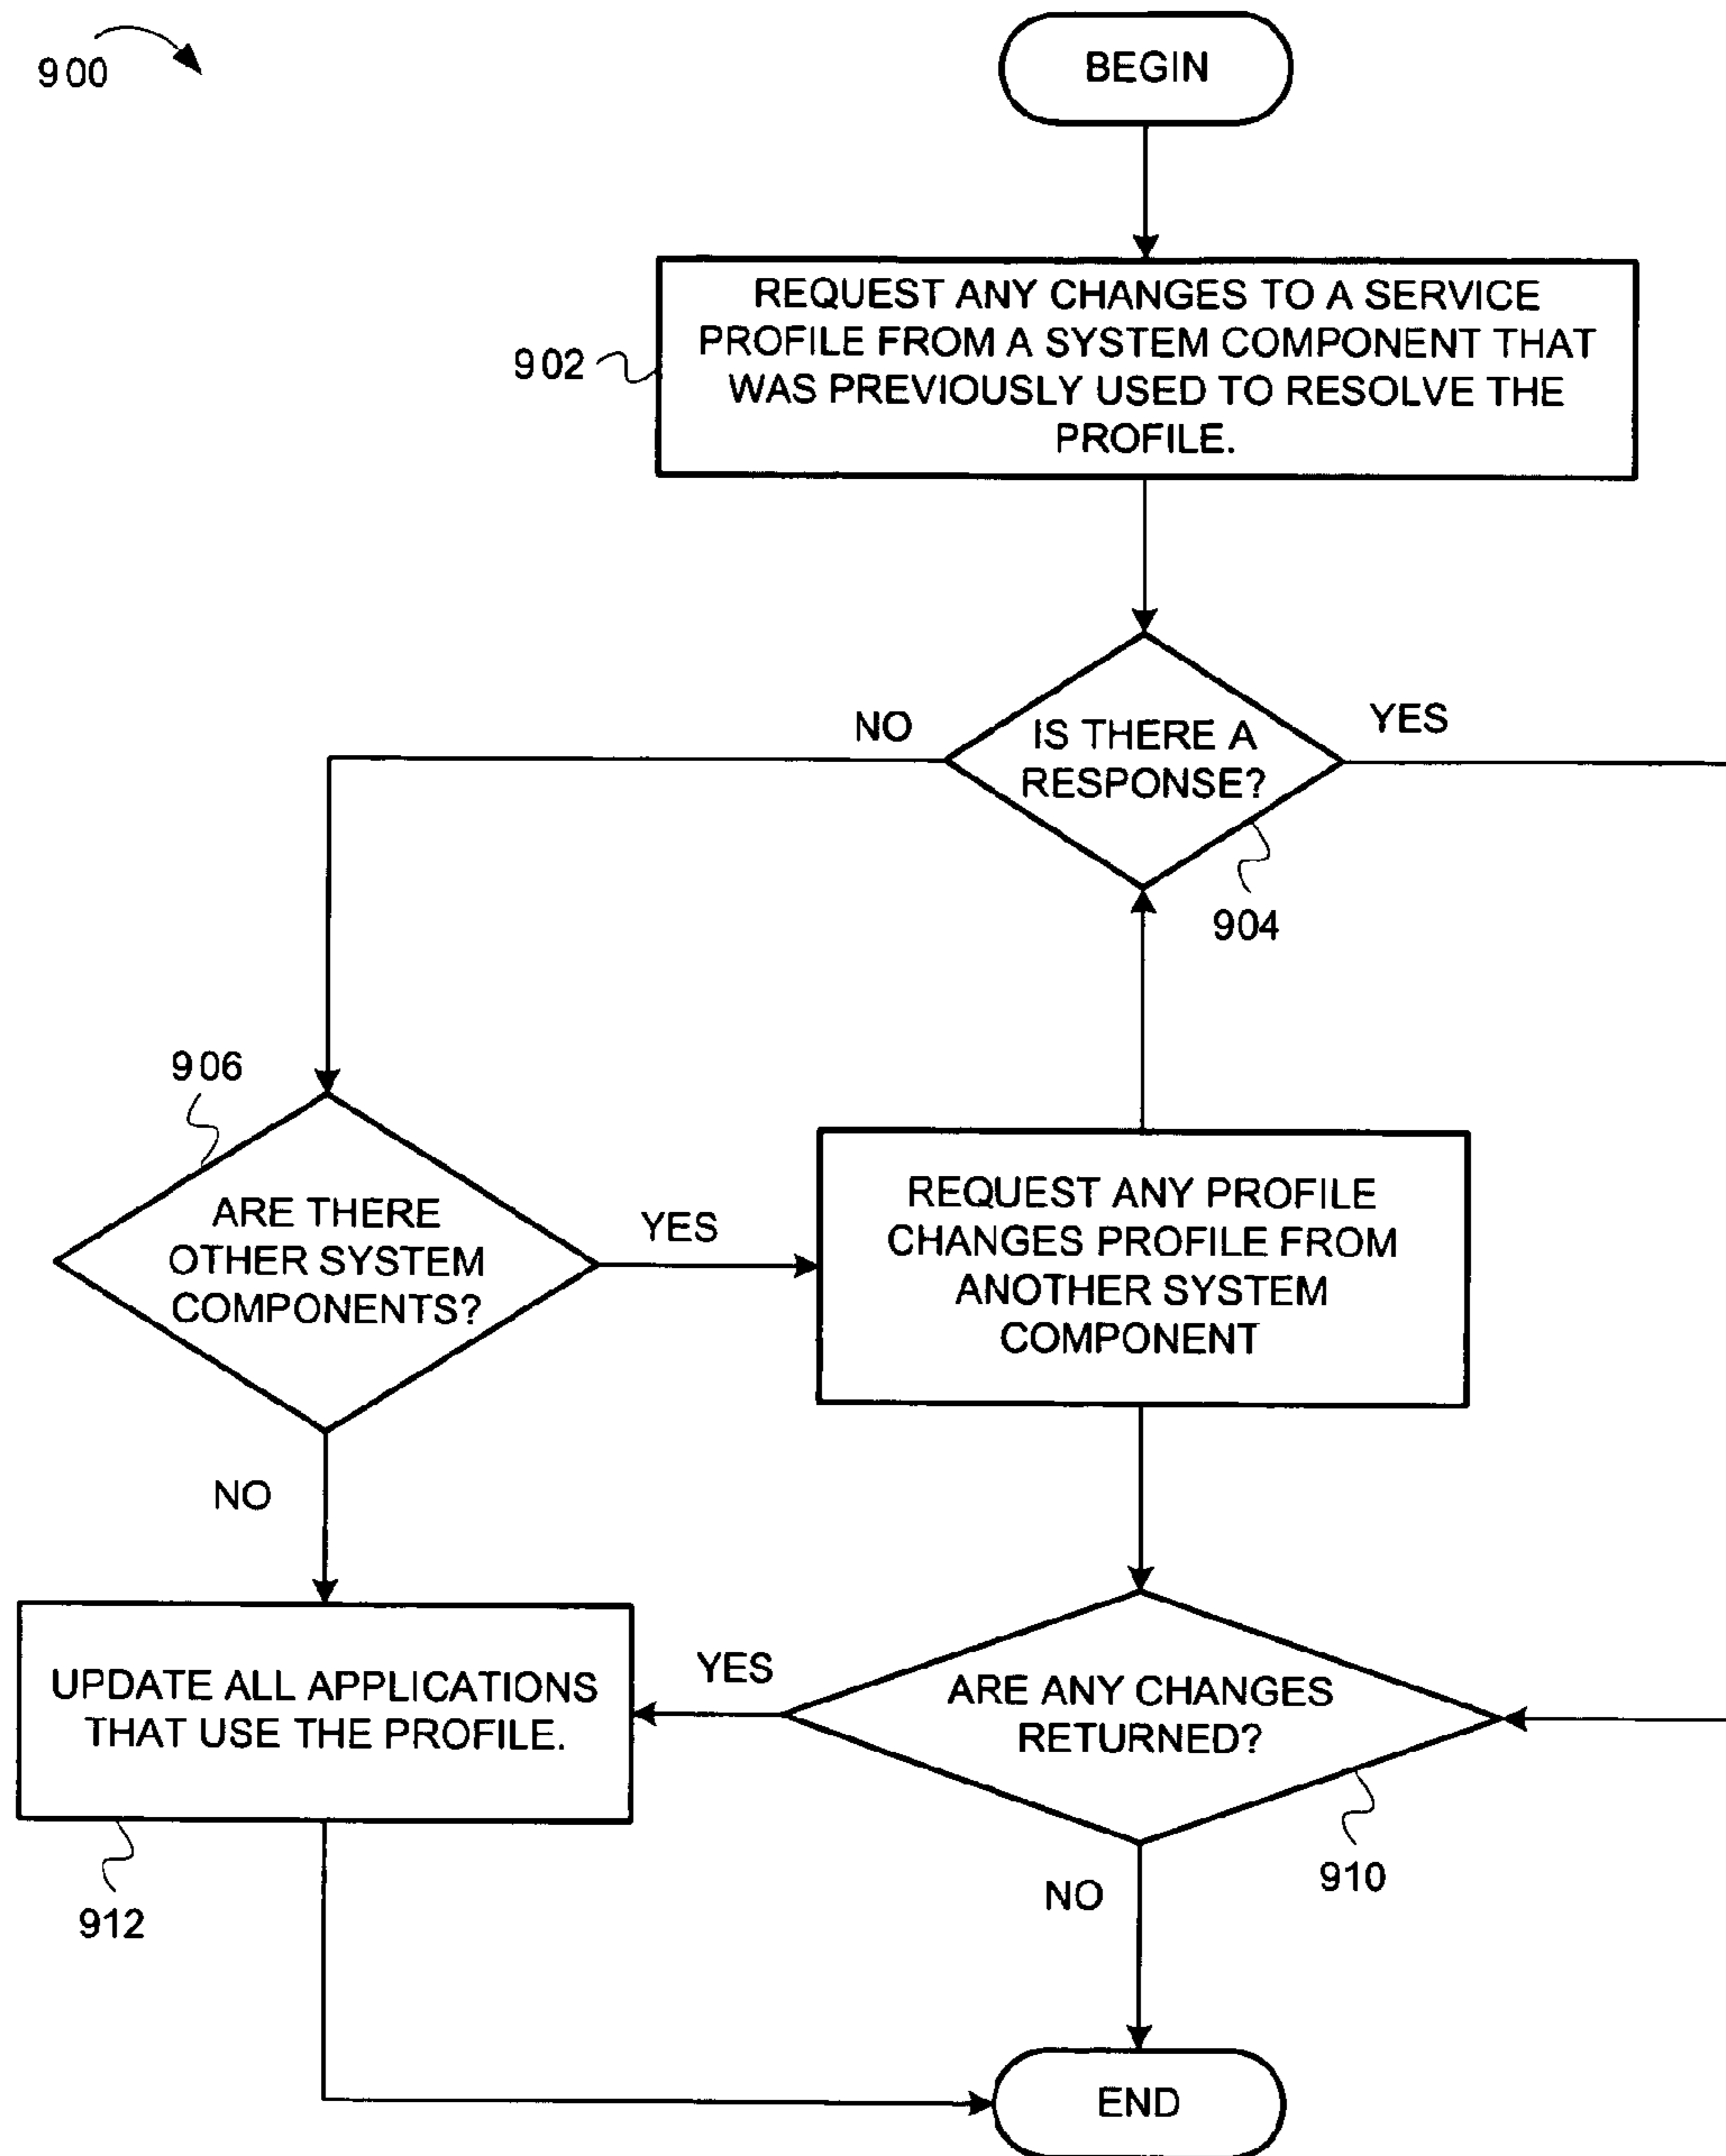 900
BEGIN
902
REQUEST ANY CHANGES TO A SERVICE
PROFILE FROM A SYSTEM COMPONENT THAT
WAS PREVIOUSLY USED TO RESOLVE THE
PROFILE.
NO
IS THERE A
RESPONSE?
YES
904
906
ARE THERE
OTHER SYSTEM
COMPONENTS?
YES
REQUEST ANY PROFILE
CHANGES PROFILE FROM
ANOTHER SYSTEM
COMPONENT
NO
UPDATE ALL APPLICATIONS
THAT USE THE PROFILE.
YES
ARE ANY CHANGES
RETURNED?
912
NO
910
END